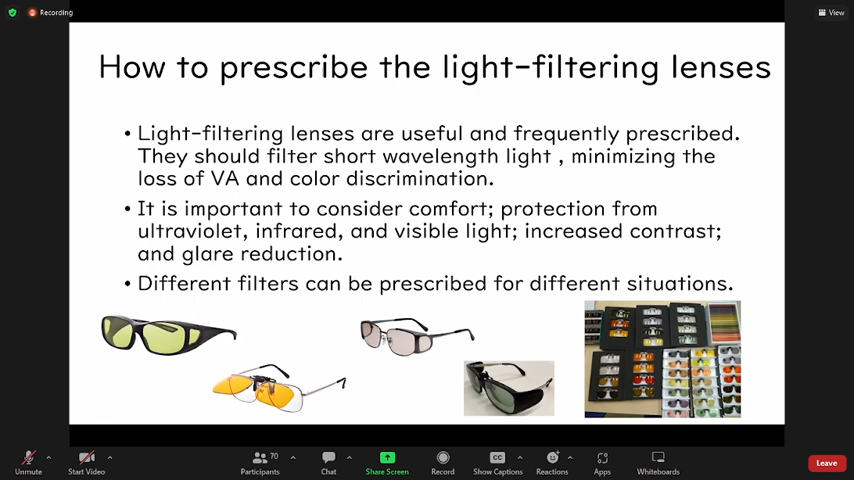 Recording
View
How to prescribe the light-filtering lenses
• Light-filtering lenses are useful and frequently prescribed.
They should filter short wavelength light , minimizing the
loss of VA and color discrimination.
• It is important to consider comfort; protection from
ultraviolet, infrared, and visible light; increased contrast;
and glare reduction.
• Different filters can be prescribed for different situations.
Unmute
Start Video
Participants
70
Chat
Share Screen
Record
CC
Show Captions
Reactions
Apps
Whiteboards
Leave